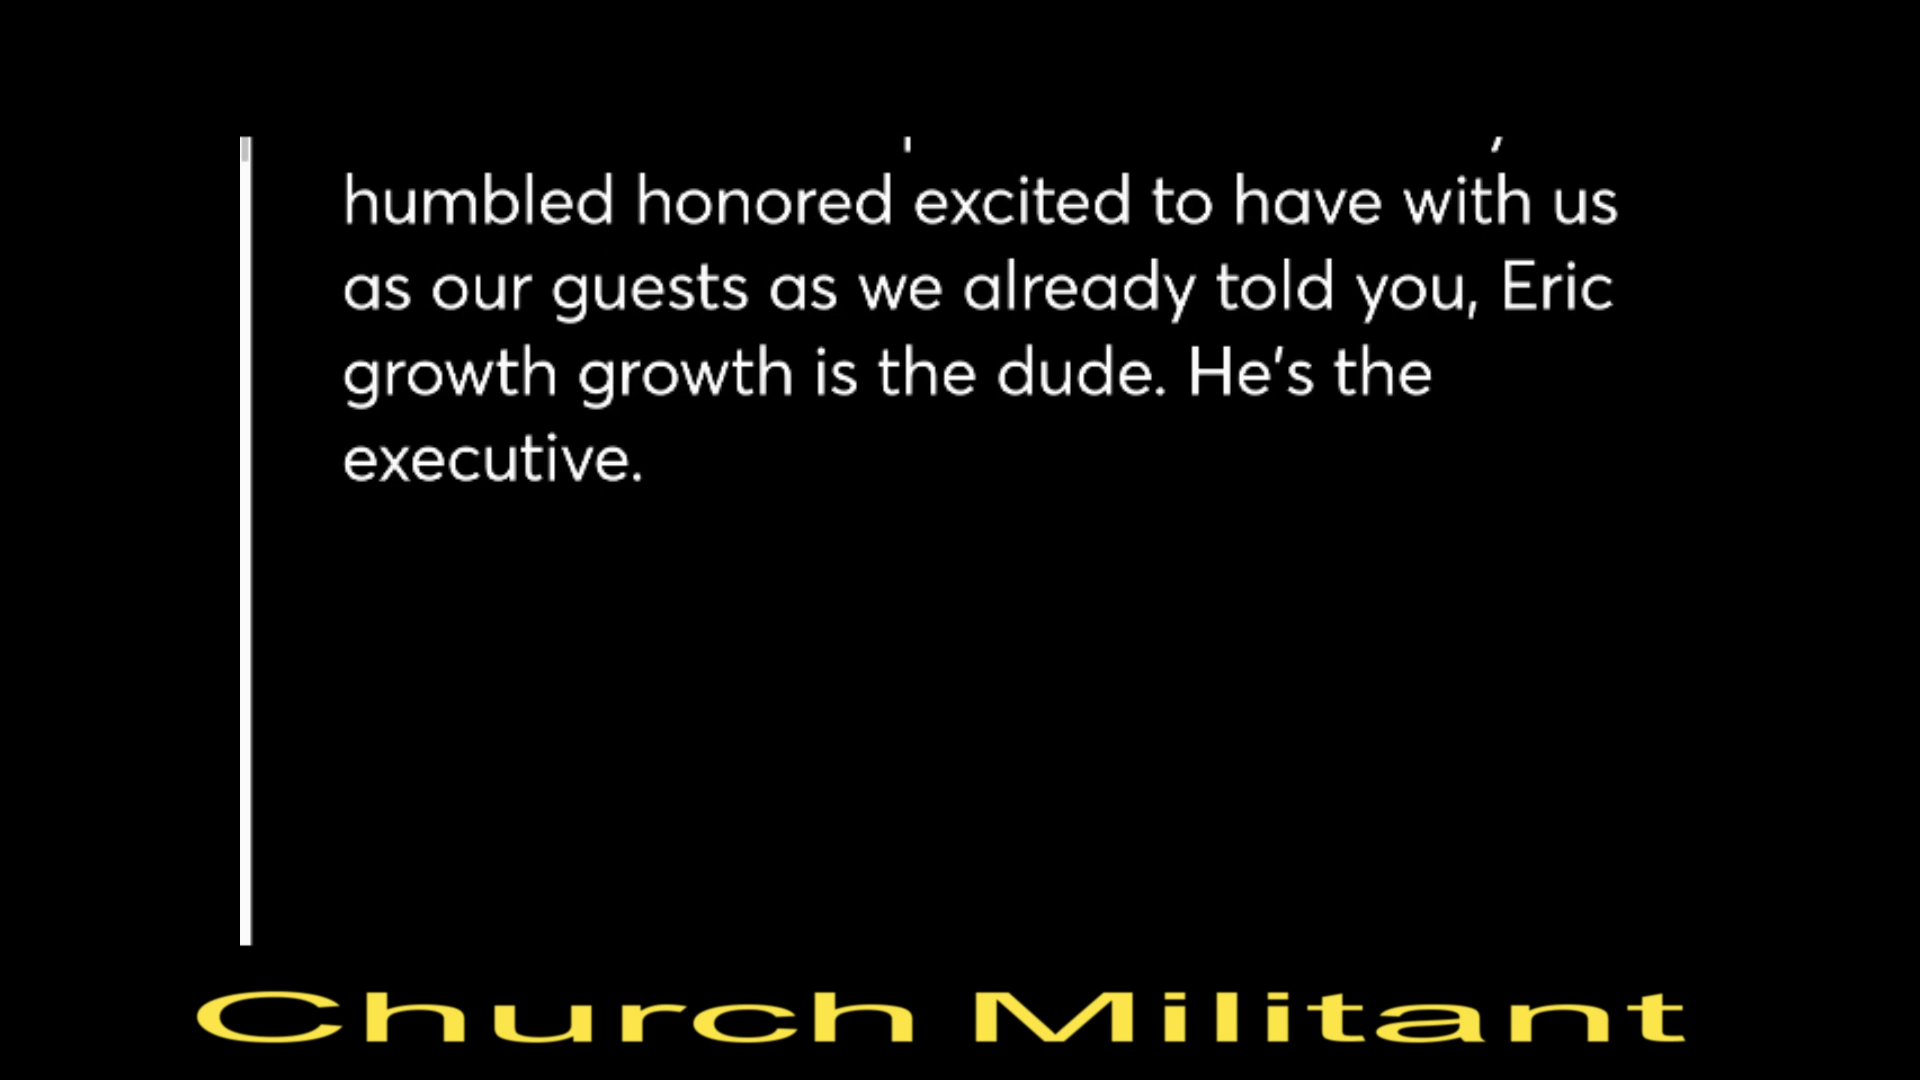 humbled honored excited to have with us
as our guests as we already told you, Eric
growth growth is the dude. He's the
executive.
Church Militant